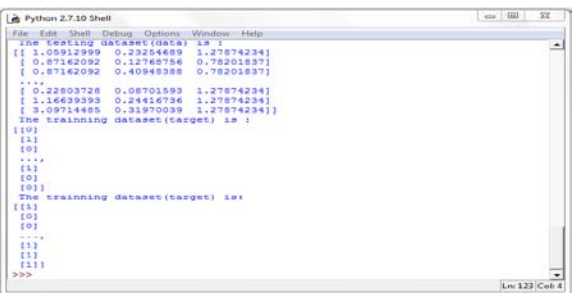 Python 2.7.10 Shell
File Edit Shell Debug Options Window Help
The testing dataset(data) is :
[[ 1.05912999 0.23254689 1.27874234]
[ 0.87162092 0.12768756 0.78201837]
[ 0.87162092 0.40948388 0.78201837]
...,
[ 0.22803728 0.08701593 1.27874234]
[ 1.16639393 0.24416736 1.27874234]
[ 3.09714485 0.31970039 1.27874234]]
The trainning dataset(target) is :
[[0]
[1]
[0]
...,
[1]
[0]
[0]]
The trainning dataset(target) is:
[[1]
[0]
[0]
...,
[1]
[1]
[1]]
>>>
Ln: 123 Col: 4